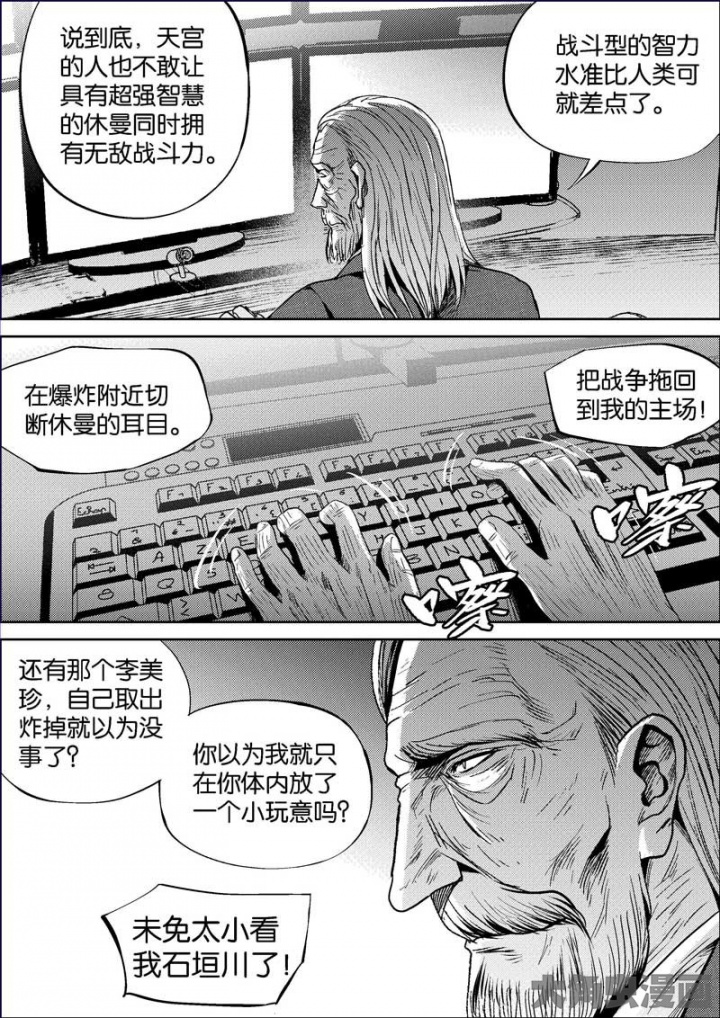 说到底，天宫
的人也不敢让
具有超强智慧
的休曼同时拥
有无敌战斗力。
战斗型的智力
水准比人类可
就差点了。
在爆炸附近切
断休曼的耳目。
把战争拖回
到我的主场！
嚓
嚓
还有那个李美
珍，自己取出
炸掉就以为没
事了？
你以为我就只
在你体内放了
一个小玩意吗？
未免太小看
我石垣川了！
大角虫漫画